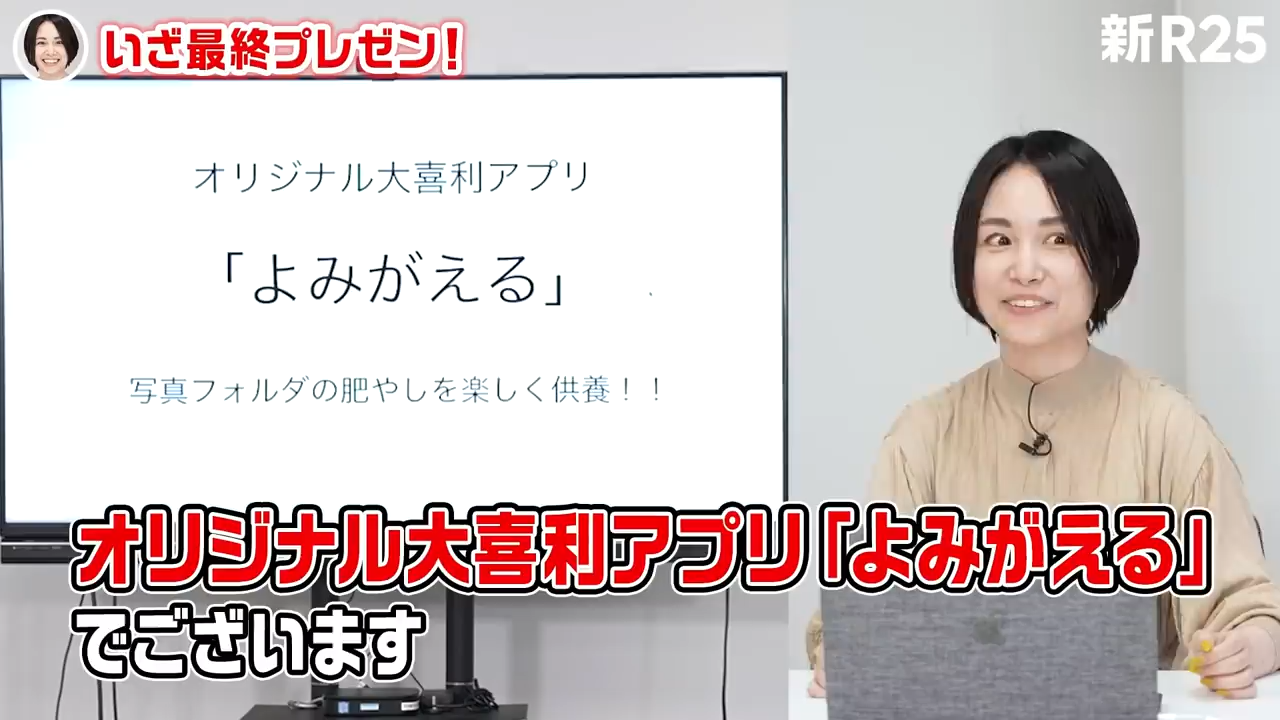 いざ最終プレゼン!
新R25
オリジナル大喜利アプリ
「よみがえる」
写真フォルダの肥やしを楽しく供養！！
オリジナル大喜利アプリ「よみがえる」
でございます